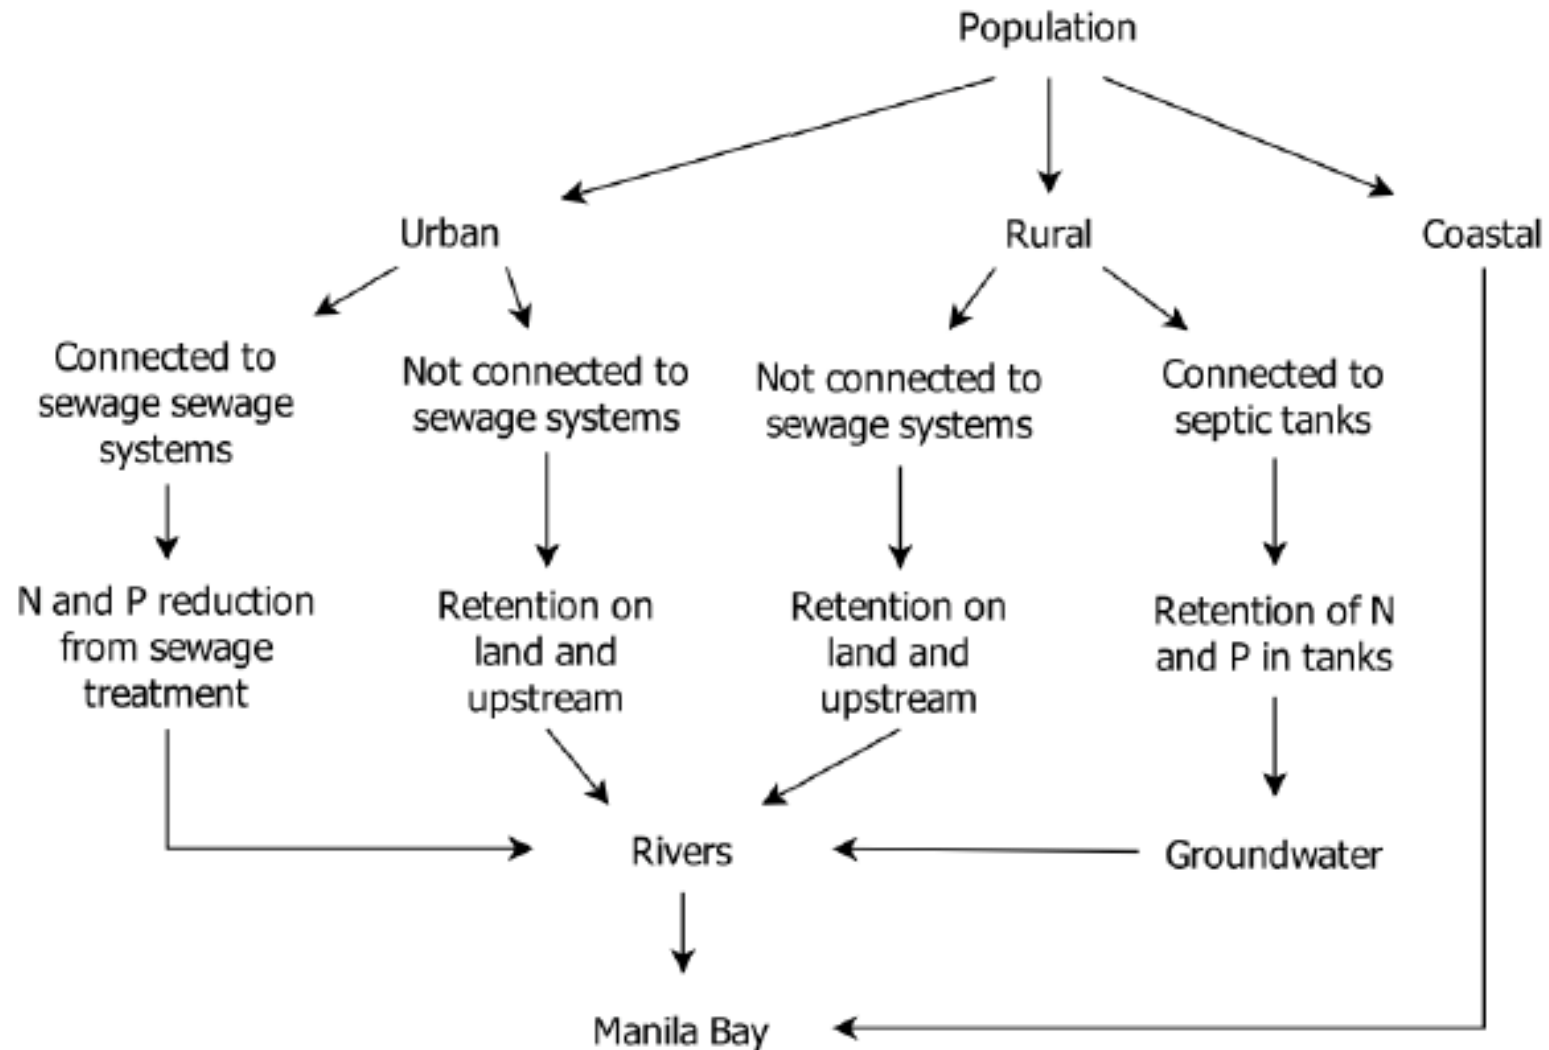 Population
Urban
Rural
Coastal
Connected to
sewage sewage
systems
Not connected to
sewage systems
Not connected to
sewage systems
Connected to
septic tanks
N and P reduction
from sewage
treatment
Retention on
land and
upstream
Retention on
land and
upstream
Retention of N
and P in tanks
Rivers
Groundwater
Manila Bay